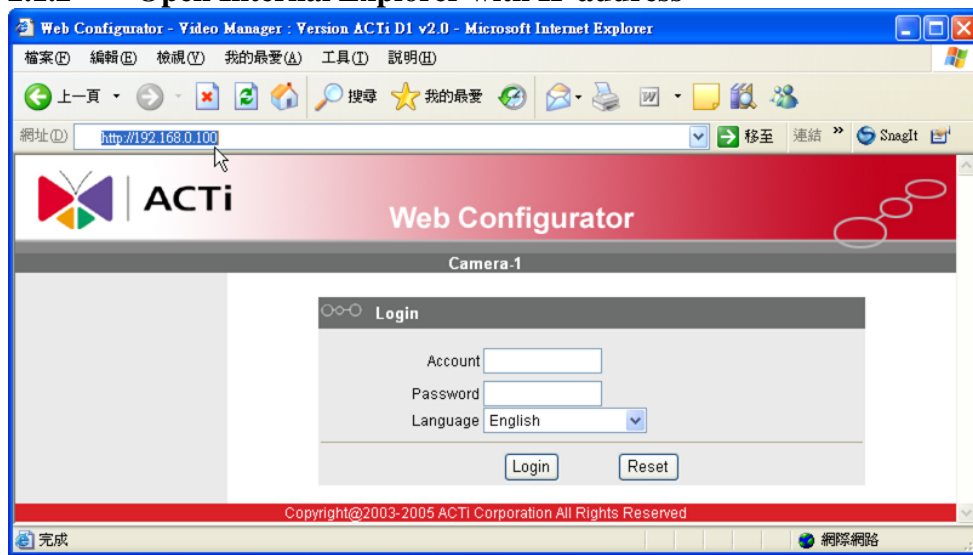 Open Internal Explorer with IP address
Web Configurator - Video Manager : Version ACTi D1 v2.0 - Microsoft Internet Explorer
檔案(F) 編輯(E) 檢視(V) 我的最愛(A) 工具(T) 說明(H)
上一頁 搜尋 我的最愛
網址(D) http://192.168.0.100 移至 連結 » SnagIt
ACTi
Web Configurator
Camera-1
Login
Account
Password
Language English
Login Reset
Copyright@2003-2005 ACTi Corporation All Rights Reserved
完成 網際網路